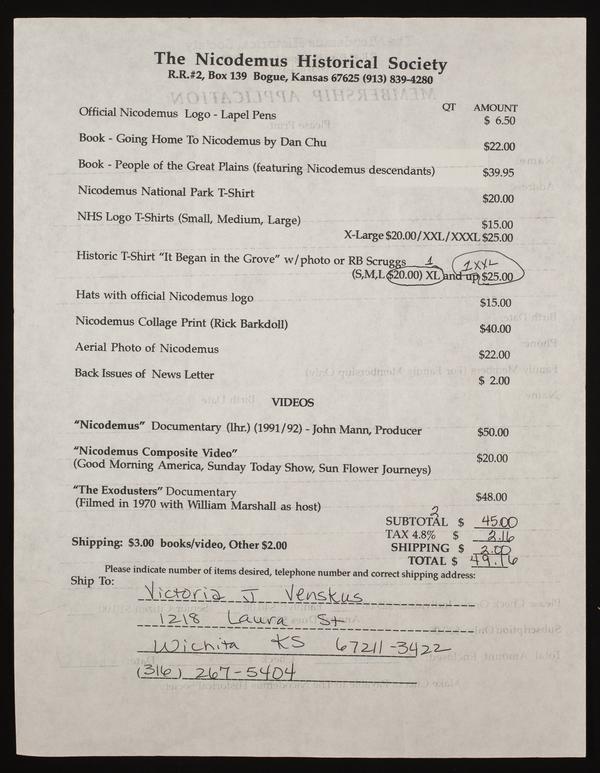 The Nicodemus Historical Society
R.R.#2, Box 139 Bogue, Kansas 67625 (913) 839-4280
MEMBERSHIP APPLICATION
Please Print
QT AMOUNT
Official Nicodemus Logo - Lapel Pens $ 6.50
Book - Going Home To Nicodemus by Dan Chu $22.00
Book - People of the Great Plains (featuring Nicodemus descendants) $39.95
Nicodemus National Park T-Shirt $20.00
NHS Logo T-Shirts (Small, Medium, Large) $15.00
X-Large $20.00/XXL/XXXL $25.00
Historic T-Shirt "It Began in the Grove" w/photo or RB Scruggs 1 1XXL
(S,M,L $20.00) XL and up $25.00
Hats with official Nicodemus logo $15.00
Nicodemus Collage Print (Rick Barkdoll) $40.00
Aerial Photo of Nicodemus $22.00
Back Issues of News Letter $ 2.00
VIDEOS
"Nicodemus" Documentary (lhr.) (1991/92) - John Mann, Producer $50.00
"Nicodemus Composite Video" $20.00
(Good Morning America, Sunday Today Show, Sun Flower Journeys)
"The Exodusters" Documentary $48.00
(Filmed in 1970 with William Marshall as host)
2
SUBTOTAL $ 45.00
TAX 4.8% $ 2.16
Shipping: $3.00 books/video, Other $2.00 SHIPPING $ 2.00
TOTAL $ 49.16
Please indicate number of items desired, telephone number and correct shipping address:
Ship To: Victoria J Venskus
1218 Laura St
Wichita KS 67211-3422
(316) 267-5404